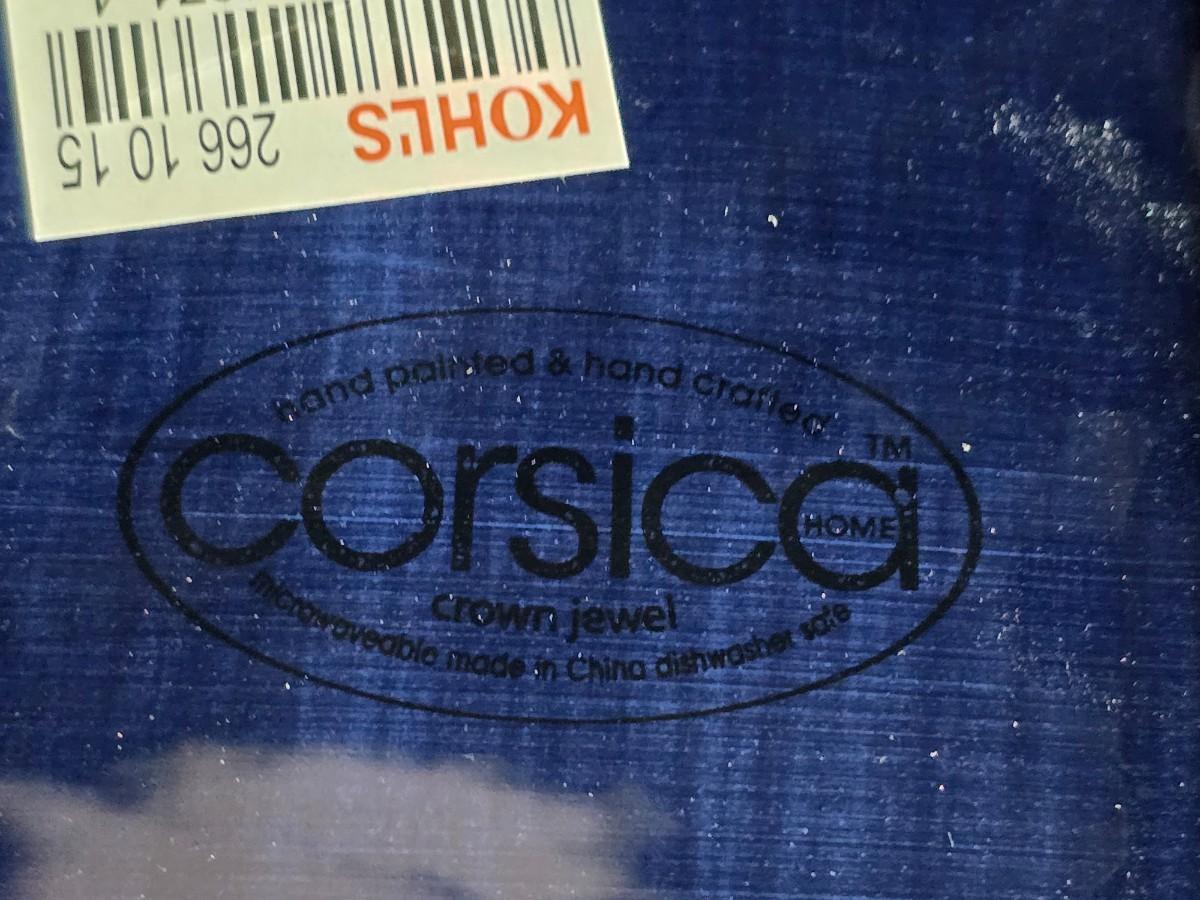 KOHL'S
266 10 15
hand painted & hand crafted
corsica
TM
HOME
crown jewel
microwaveable made in China dishwasher safe